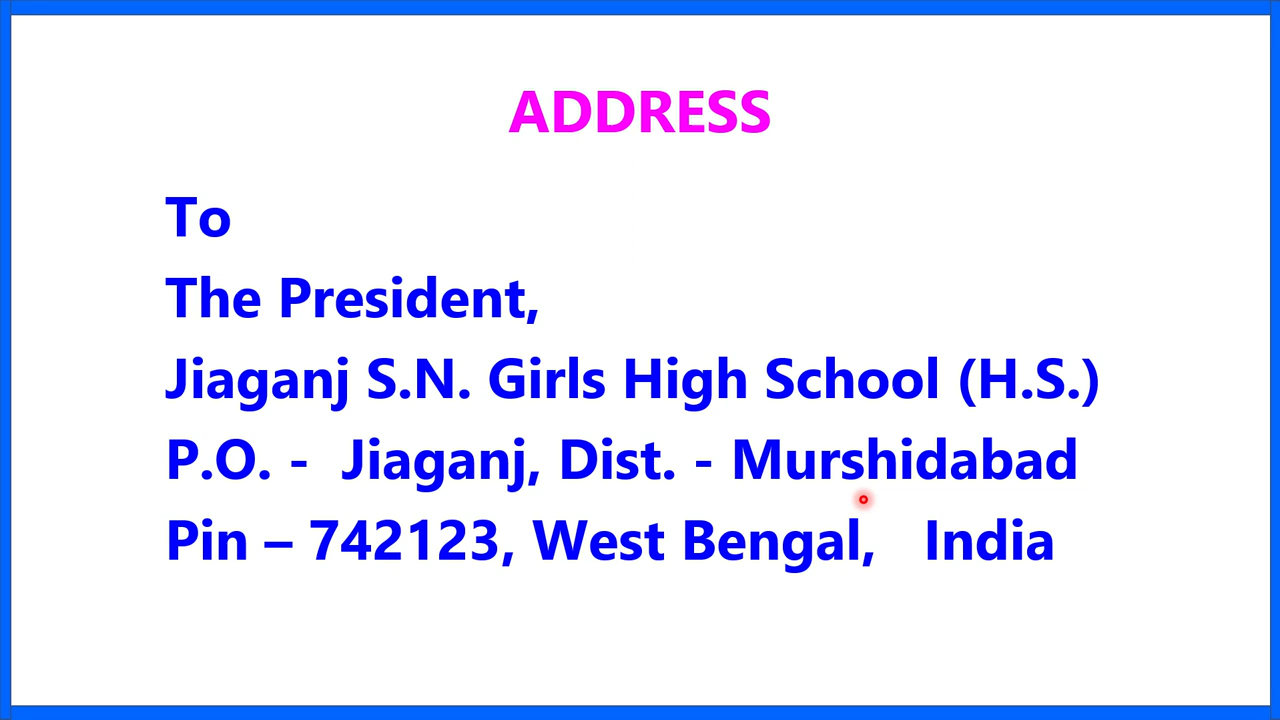 ADDRESS
To
The President,
Jiaganj S.N. Girls High School (H.S.)
P.O. -  Jiaganj, Dist. - Murshidabad
Pin – 742123, West Bengal,   India